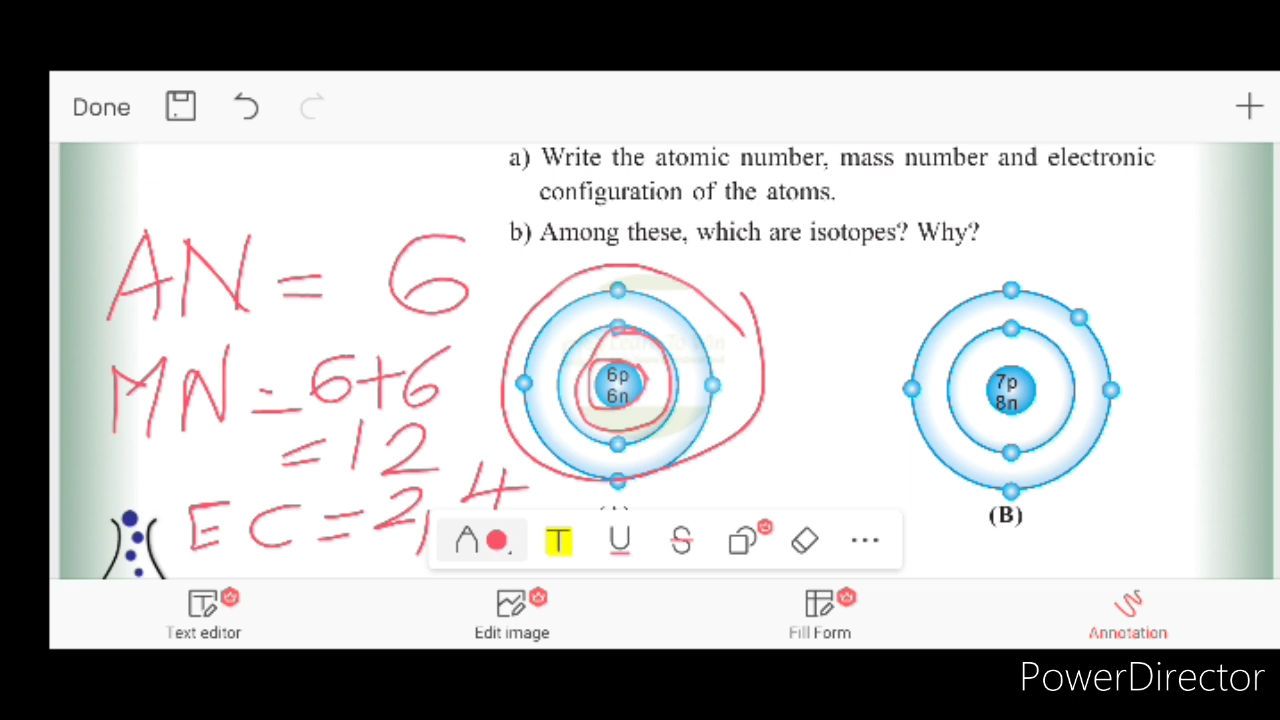 Done
a) Write the atomic number, mass number and electronic
configuration of the atoms.
b) Among these, which are isotopes? Why?
AN = 6
MN = 6+6
= 12
EC = 2,4
6p
6n
7p
8n
(B)
T U S
Text editor
Edit image
Fill Form
Annotation
PowerDirector